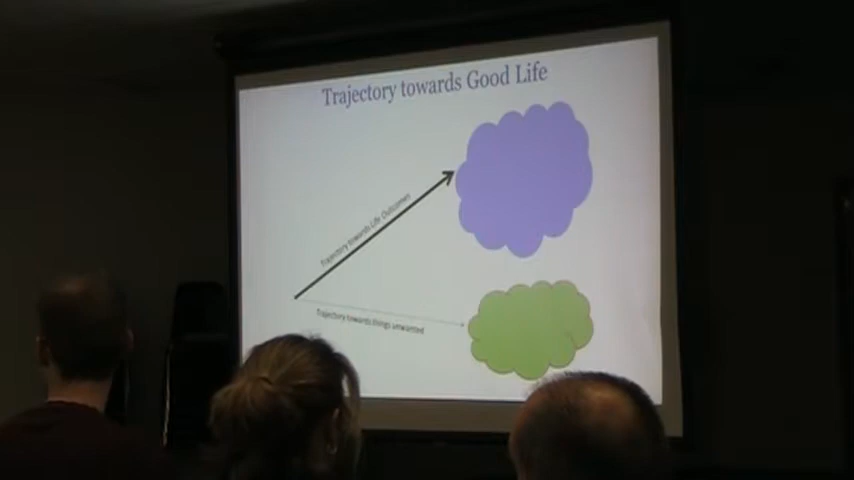 Trajectory towards Good Life
Trajectory towards Life Outcomes
Trajectory towards things unwanted